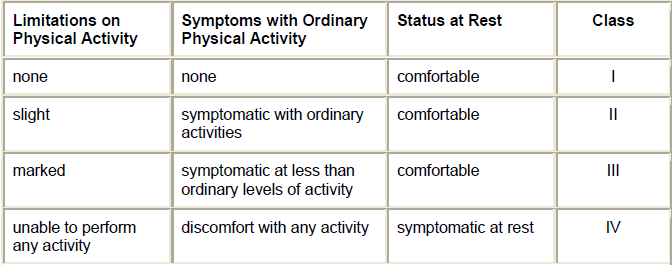 Limitations on Physical Activity | Symptoms with Ordinary Physical Activity | Status at Rest | Class
none | none | comfortable | I
slight | symptomatic with ordinary activities | comfortable | II
marked | symptomatic at less than ordinary levels of activity | comfortable | III
unable to perform any activity | discomfort with any activity | symptomatic at rest | IV